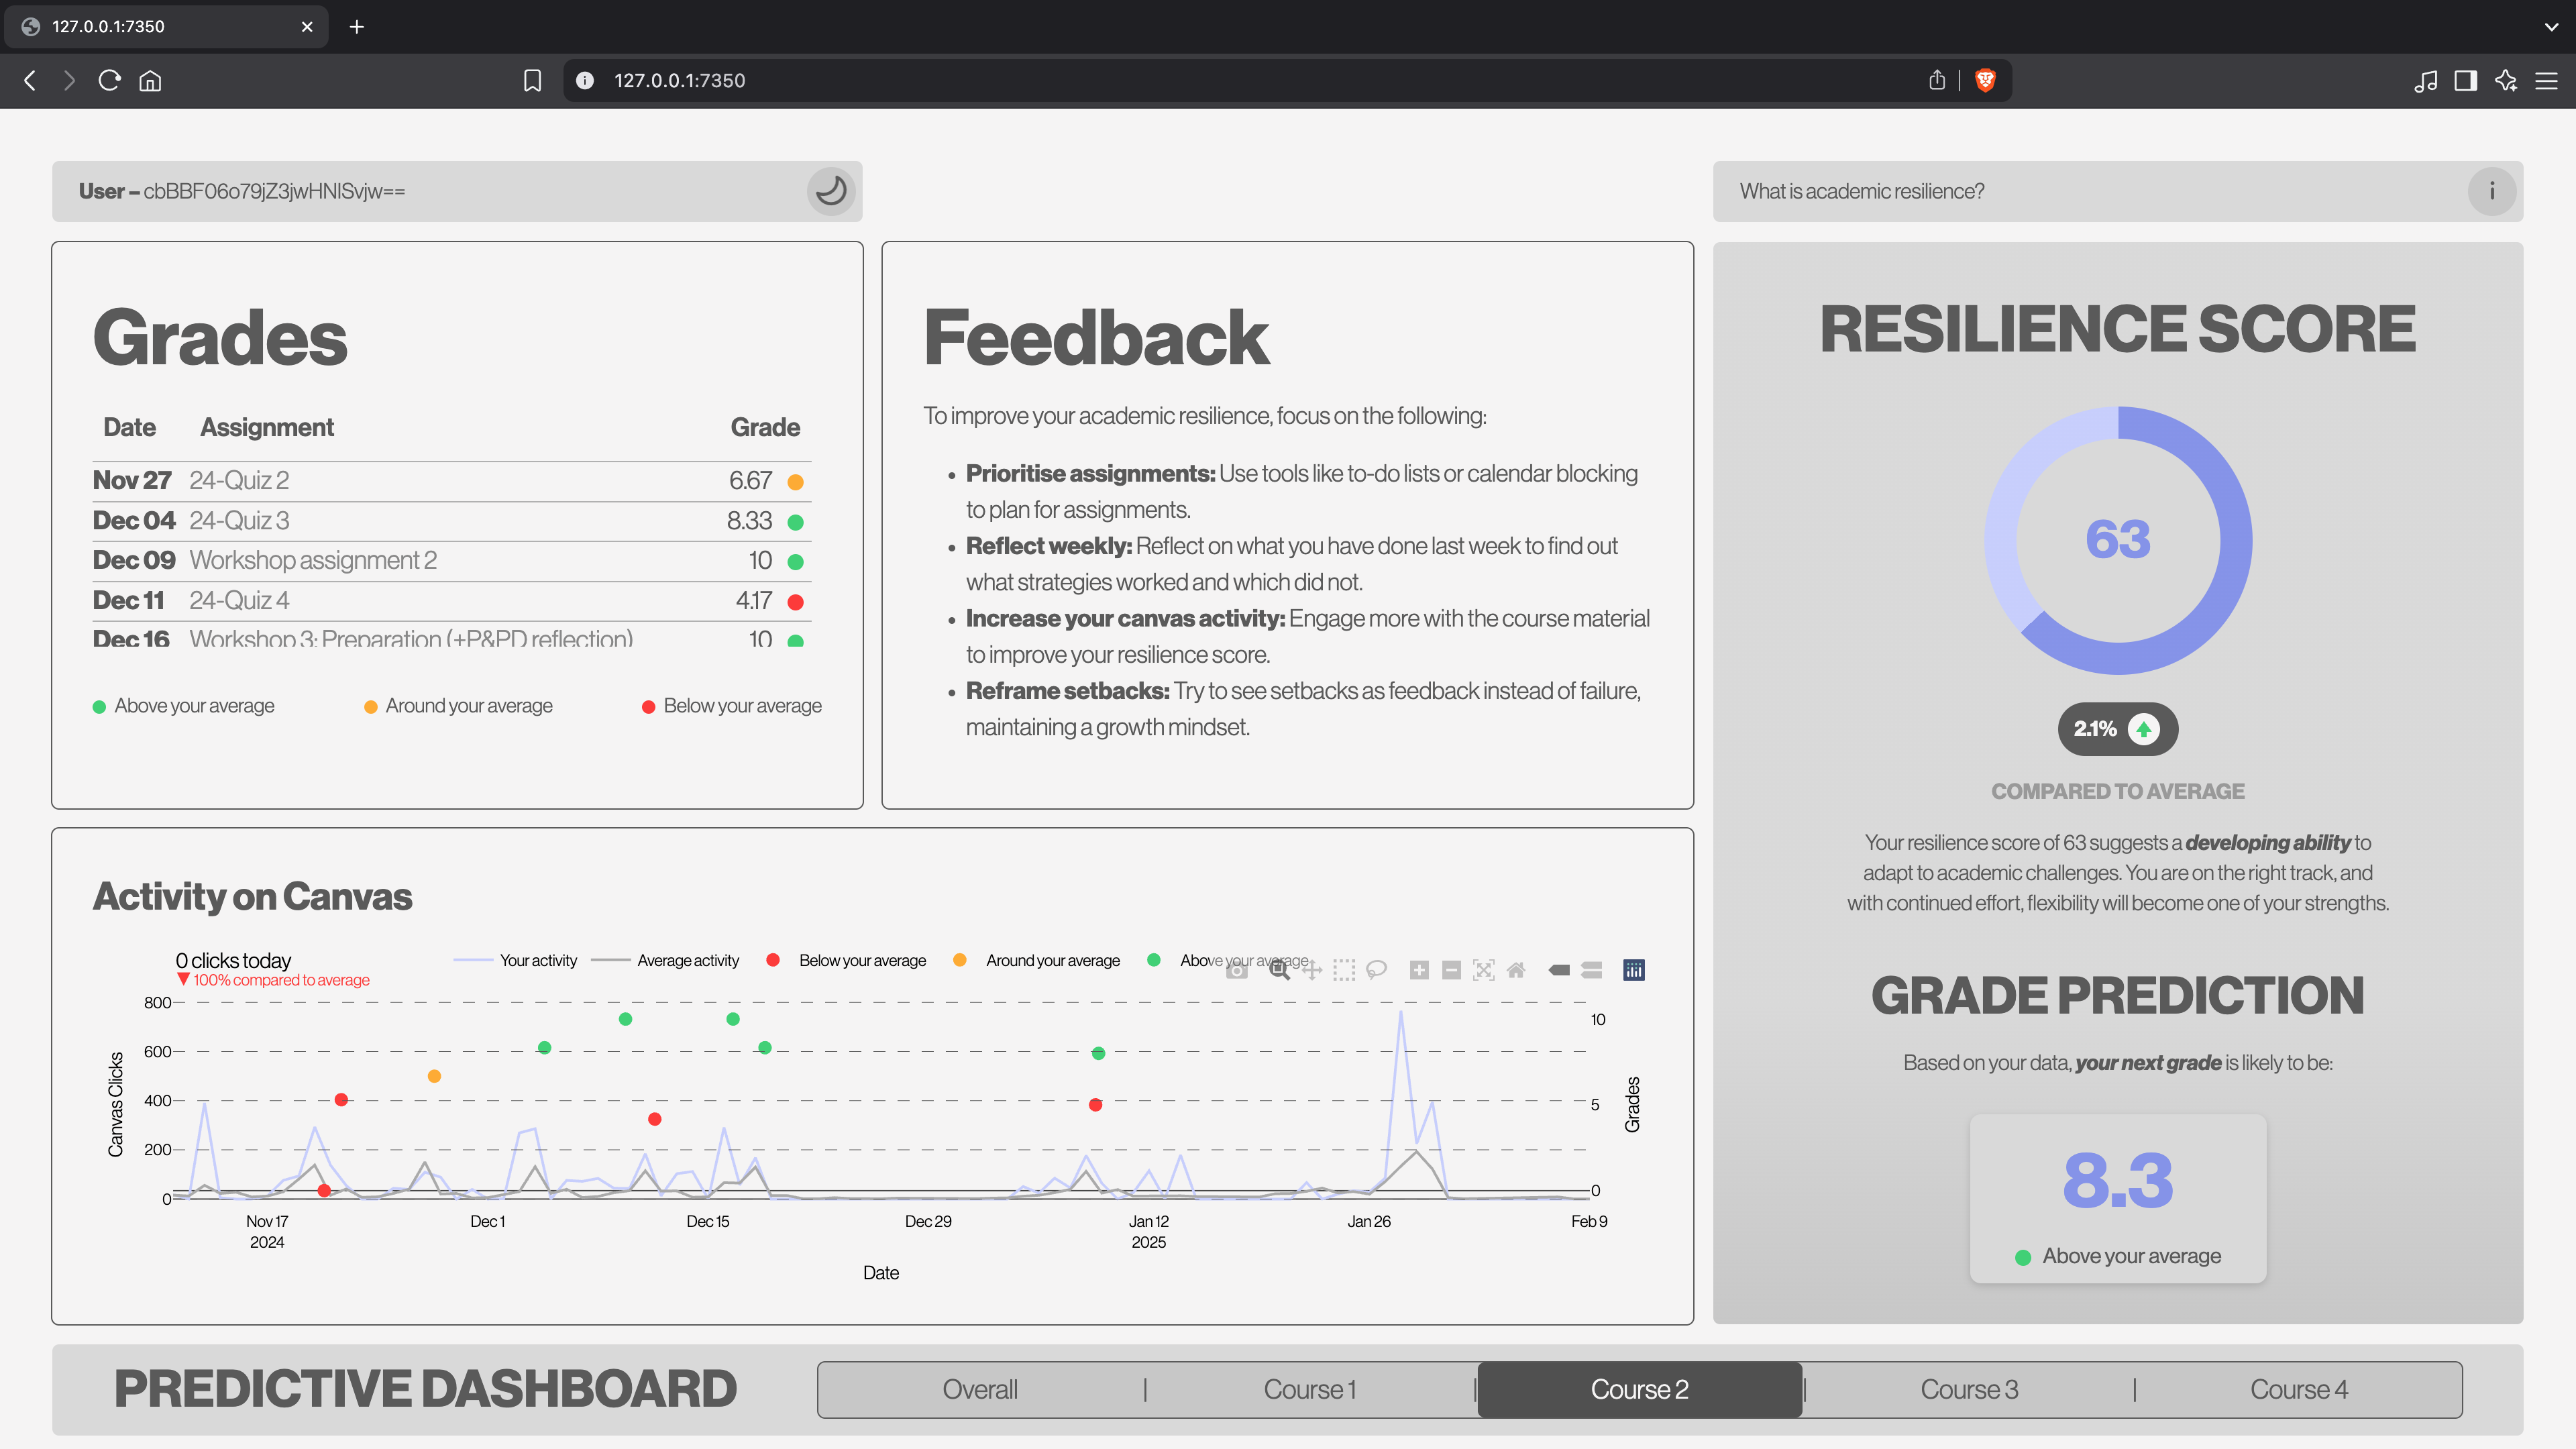 127.0.0.1:7350
127.0.0.1:7350
User – cbBBF06o79jZ3jwHNlSvjw==
What is academic resilience?
i
Grades
Date Assignment Grade
Nov 27 24-Quiz 2 6.67
Dec 04 24-Quiz 3 8.33
Dec 09 Workshop assignment 2 10
Dec 11 24-Quiz 4 4.17
Dec 16 Workshop 3: Preparation (+P&PD reflection) 10
Above your average Around your average Below your average
Feedback
To improve your academic resilience, focus on the following:
• Prioritise assignments: Use tools like to-do lists or calendar blocking
to plan for assignments.
• Reflect weekly: Reflect on what you have done last week to find out
what strategies worked and which did not.
• Increase your canvas activity: Engage more with the course material
to improve your resilience score.
• Reframe setbacks: Try to see setbacks as feedback instead of failure,
maintaining a growth mindset.
RESILIENCE SCORE
63
2.1%
COMPARED TO AVERAGE
Your resilience score of 63 suggests a developing ability to
adapt to academic challenges. You are on the right track, and
with continued effort, flexibility will become one of your strengths.
GRADE PREDICTION
Based on your data, your next grade is likely to be:
8.3
Above your average
Activity on Canvas
0 clicks today
▼ 100% compared to average
Your activity Average activity Below your average Around your average Above your average
800
600
400
200
0
Canvas Clicks
10
5
0
Grades
Nov 17 Dec 1 Dec 15 Dec 29 Jan 12 Jan 26 Feb 9
2024 2025
Date
PREDICTIVE DASHBOARD
Overall | Course 1 | Course 2 | Course 3 | Course 4